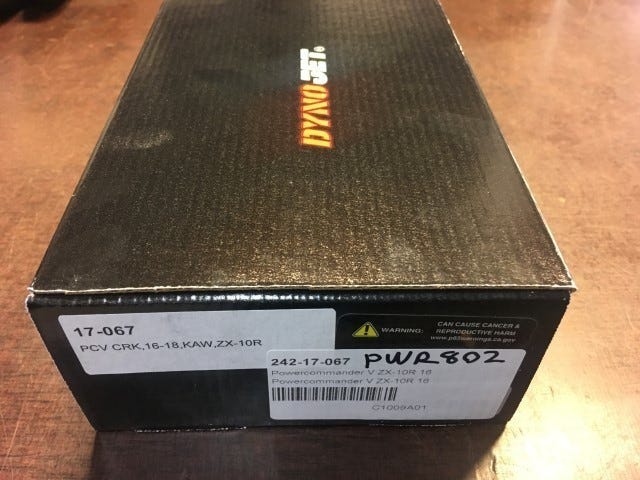 DYNOJET®
17-067
PCV CRK,16-18,KAW,ZX-10R
WARNING:
CAN CAUSE CANCER &
REPRODUCTIVE HARM
www.p65warnings.ca.gov
242-17-067 PWR802
Powercommander V ZX-10R 16
Powercommander V ZX-10R 16
C1009A01